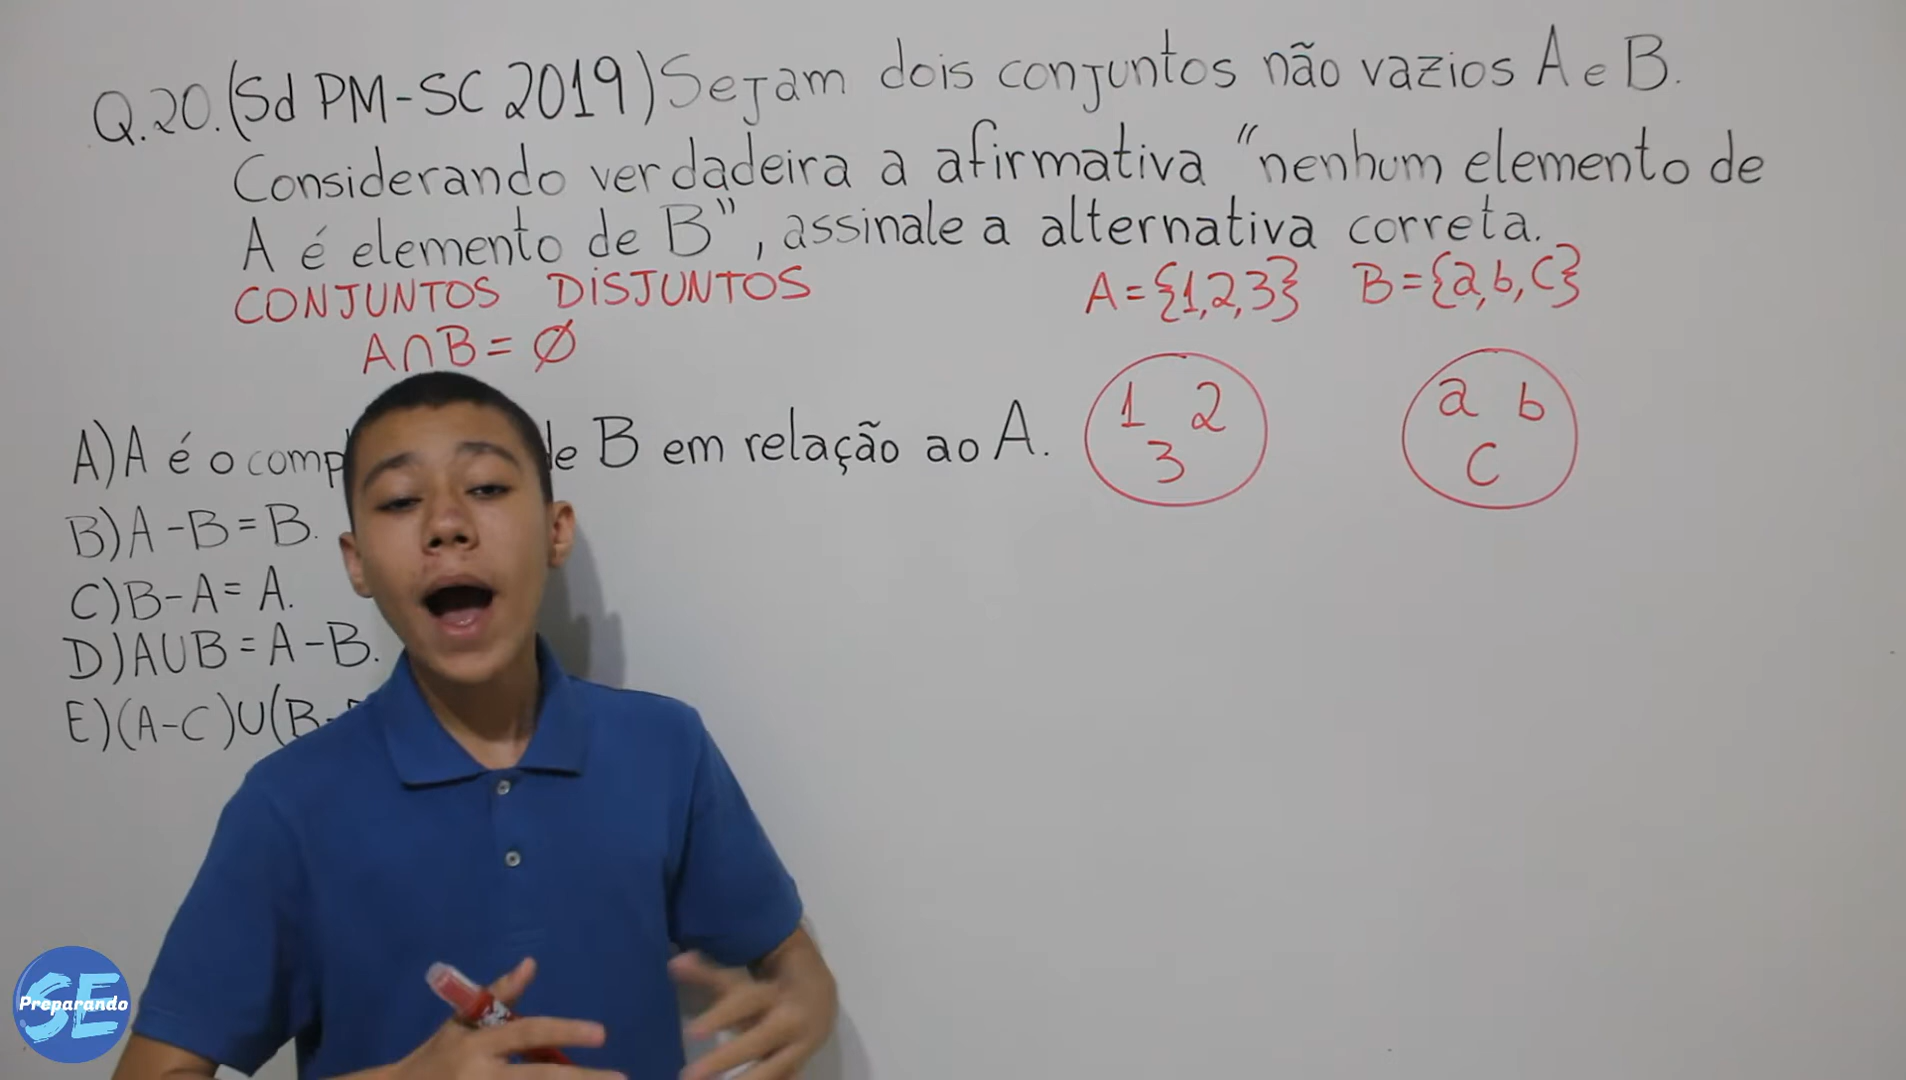 Q.20.(Sd PM-SC 2019) Sejam dois conjuntos não vazios A e B.
Considerando verdadeira a afirmativa "nenhum elemento de
A é elemento de B", assinale a alternativa correta.
CONJUNTOS DISJUNTOS
A={1,2,3} B={a,b,c}
A∩B=∅
1 2
3
a b
c
A) A é o comp de B em relação ao A.
B) A-B=B.
C) B-A=A.
D) A∪B=A-B.
E) (A-C)∪(B-
SE
Preparando